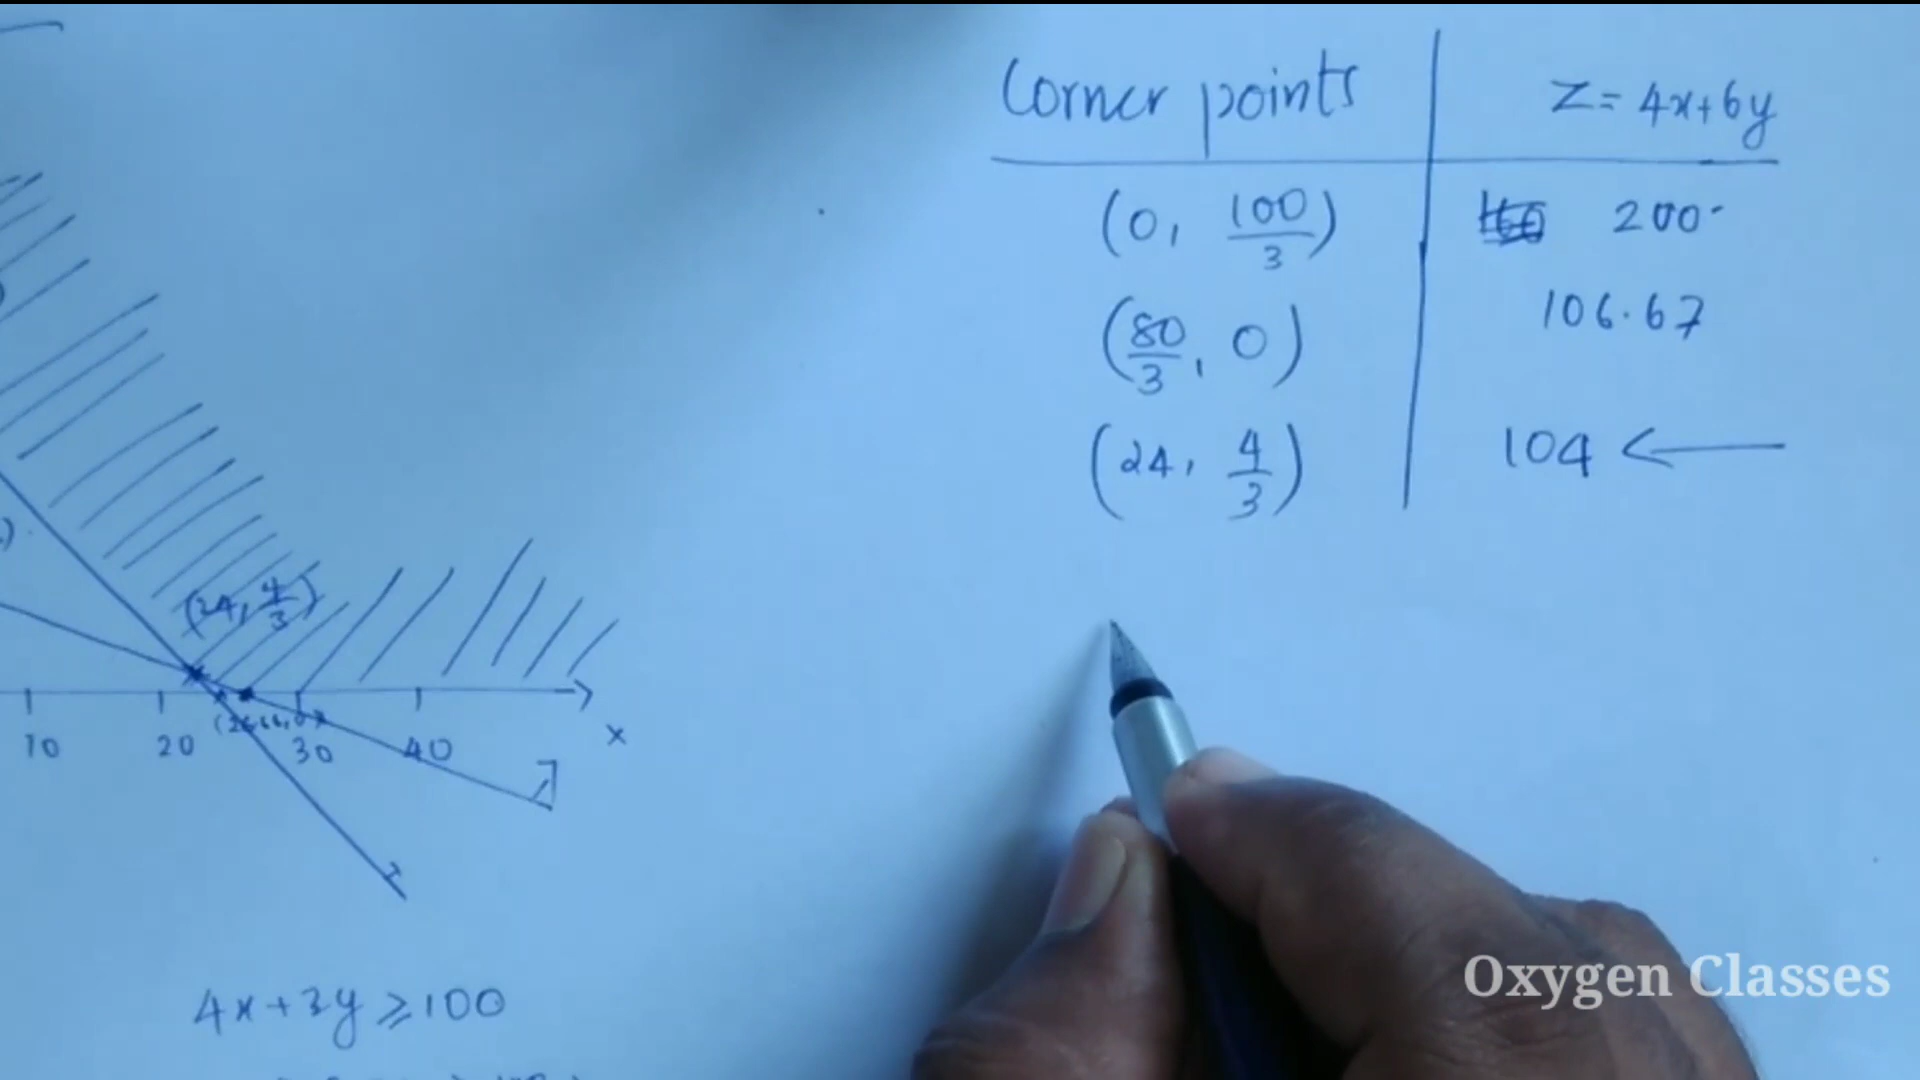 Corner points Z = 4x+6y
(0, 100/3) 200
(80/3, 0) 106.67
(24, 4/3) 104 ←
(24, 4/3)
10 20 30 40 x
4x+3y ≥ 100
Oxygen Classes